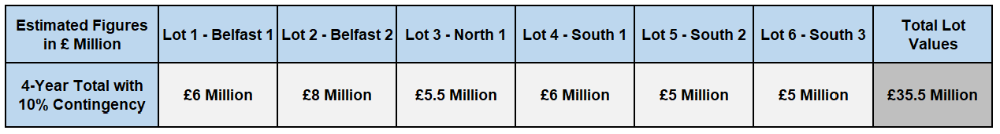 Estimated Figures
in £ Million
Lot 1 - Belfast 1
Lot 2 - Belfast 2
Lot 3 - North 1
Lot 4 - South 1
Lot 5 - South 2
Lot 6 - South 3
Total Lot
Values
4-Year Total with
10% Contingency
£6 Million
£8 Million
£5.5 Million
£6 Million
£5 Million
£5 Million
£35.5 Million